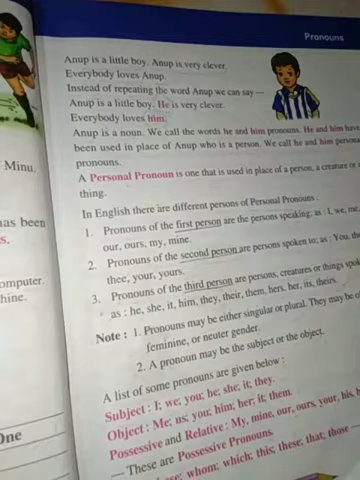 Pronouns
Anup is a little boy. Anup is very clever.
Everybody loves Anup.
Instead of repeating the word Anup we can say —
Anup is a little boy. He is very clever.
Everybody loves him.
Anup is a noun. We call the words he and him pronouns. He and him have
been used in place of Anup who is a person. We call he and him persona
pronouns.
A Personal Pronoun is one that is used in place of a person, a creature or a
thing.
In English there are different persons of Personal Pronouns :
1. Pronouns of the first person are the persons speaking; as : I, we, me,
our, ours, my, mine.
2. Pronouns of the second person are persons spoken to; as : You, tho
thee, your, yours.
3. Pronouns of the third person are persons, creatures or things spok
as : he, she, it, him, they, their, them, hers, her, its, theirs.
Note : 1. Pronouns may be either singular or plural. They may be
feminine, or neuter gender.
2. A pronoun may be the subject or the object.
A list of some pronouns are given below :
Subject : I; we; you; he; she; it; they.
Object : Me; us; you; him; her; it; them.
Possessive and Relative : My, mine, our, ours, your, his, h
— These are Possessive Pronouns.
whom; which; this; these; that; those —
Minu.
as been
s.
omputer.
hine.
One